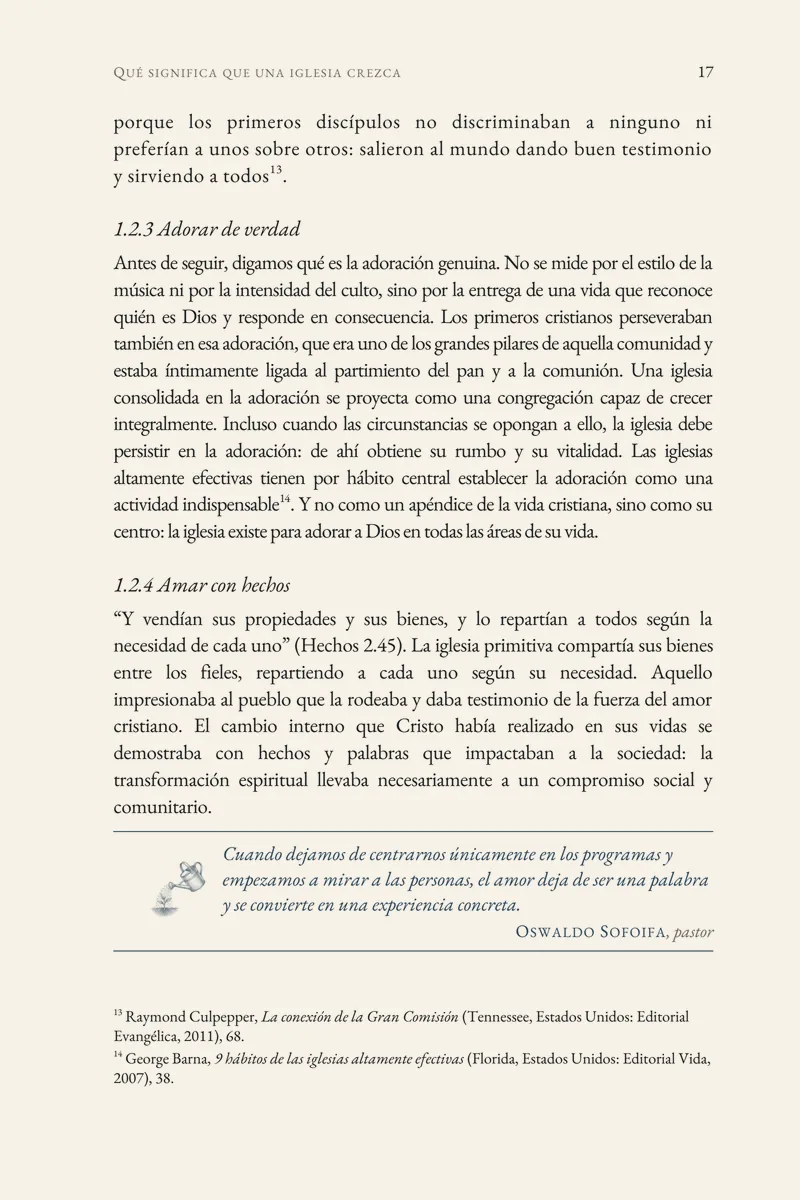 QUÉ SIGNIFICA QUE UNA IGLESIA CREZCA 17
porque los primeros discípulos no discriminaban a ninguno ni
preferían a unos sobre otros: salieron al mundo dando buen testimonio
y sirviendo a todos¹³.
1.2.3 Adorar de verdad
Antes de seguir, digamos qué es la adoración genuina. No se mide por el estilo de la
música ni por la intensidad del culto, sino por la entrega de una vida que reconoce
quién es Dios y responde en consecuencia. Los primeros cristianos perseveraban
también en esa adoración, que era uno de los grandes pilares de aquella comunidad y
estaba íntimamente ligada al partimiento del pan y a la comunión. Una iglesia
consolidada en la adoración se proyecta como una congregación capaz de crecer
integralmente. Incluso cuando las circunstancias se opongan a ello, la iglesia debe
persistir en la adoración: de ahí obtiene su rumbo y su vitalidad. Las iglesias
altamente efectivas tienen por hábito central establecer la adoración como una
actividad indispensable¹⁴. Y no como un apéndice de la vida cristiana, sino como su
centro: la iglesia existe para adorar a Dios en todas las áreas de su vida.
1.2.4 Amar con hechos
“Y vendían sus propiedades y sus bienes, y lo repartían a todos según la
necesidad de cada uno” (Hechos 2.45). La iglesia primitiva compartía sus bienes
entre los fieles, repartiendo a cada uno según su necesidad. Aquello
impresionaba al pueblo que la rodeaba y daba testimonio de la fuerza del amor
cristiano. El cambio interno que Cristo había realizado en sus vidas se
demostraba con hechos y palabras que impactaban a la sociedad: la
transformación espiritual llevaba necesariamente a un compromiso social y
comunitario.
Cuando dejamos de centrarnos únicamente en los programas y
empezamos a mirar a las personas, el amor deja de ser una palabra
y se convierte en una experiencia concreta.
OSWALDO SOFOIFA, pastor
¹³ Raymond Culpepper, La conexión de la Gran Comisión (Tennessee, Estados Unidos: Editorial
Evangélica, 2011), 68.
¹⁴ George Barna, 9 hábitos de las iglesias altamente efectivas (Florida, Estados Unidos: Editorial Vida,
2007), 38.